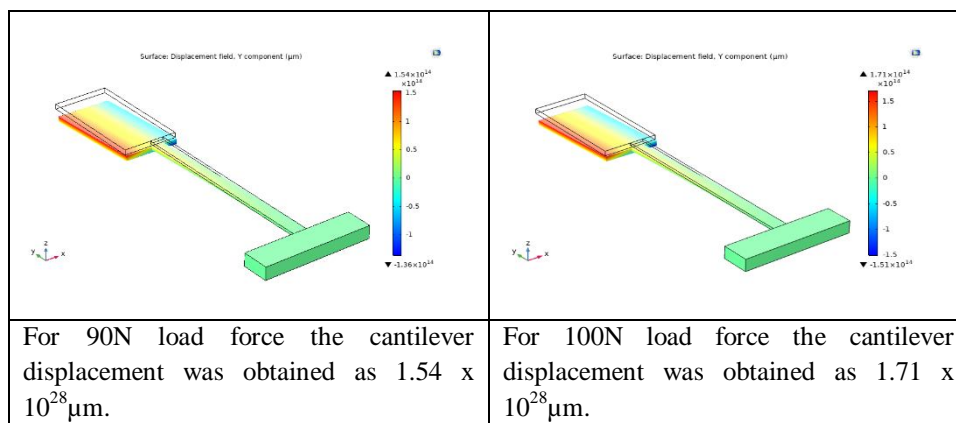 Surface: Displacement field, Y component (µm)
▲ 1.54×10¹⁴
×10¹⁴
1.5
1
0.5
0
-0.5
-1
▼ -1.36×10¹⁴
z
y
x
For 90N load force the cantilever
displacement was obtained as 1.54 x
10²⁸µm.
Surface: Displacement field, Y component (µm)
▲ 1.71×10¹⁴
×10¹⁴
1.5
1
0.5
0
-0.5
-1
-1.5
▼ -1.51×10¹⁴
z
y
x
For 100N load force the cantilever
displacement was obtained as 1.71 x
10²⁸µm.